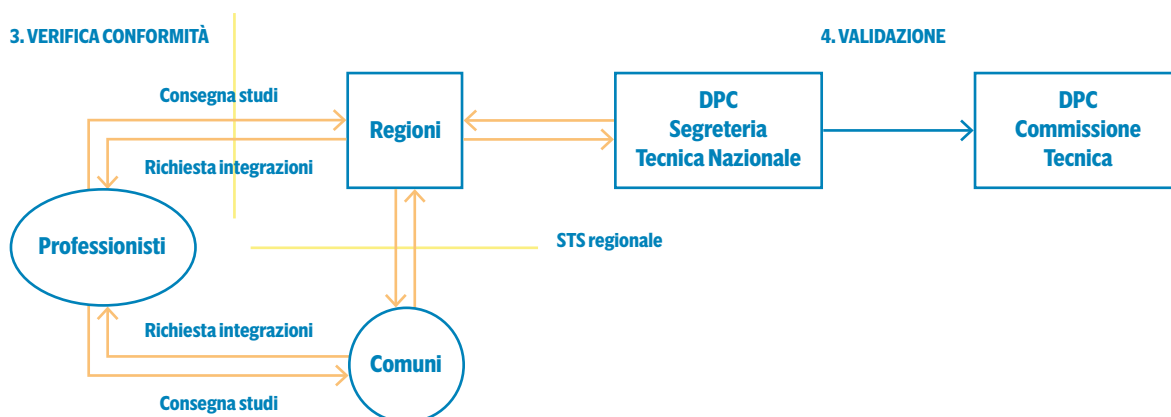 3. VERIFICA CONFORMITÀ
4. VALIDAZIONE
Consegna studi
Regioni
DPC
Segreteria
Tecnica Nazionale
DPC
Commissione
Tecnica
Richiesta integrazioni
Professionisti
STS regionale
Richiesta integrazioni
Comuni
Consegna studi